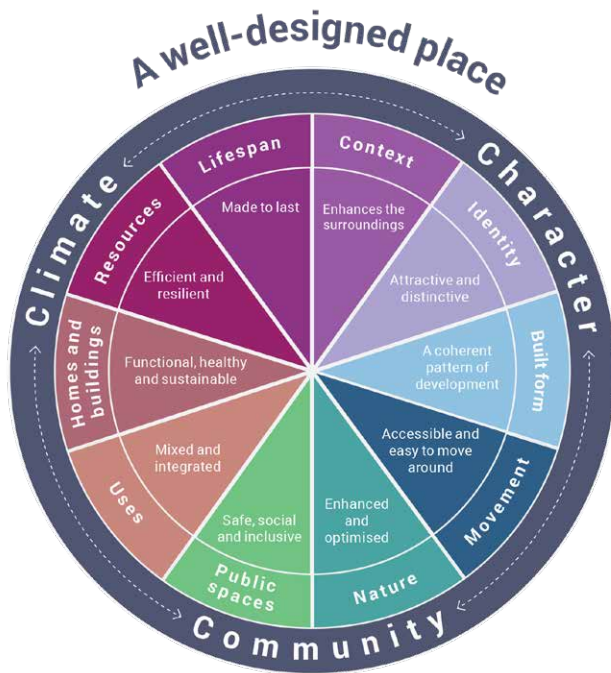 A well-designed place
Climate
Character
Community
Context
Enhances the
surroundings
Identity
Attractive and
distinctive
Built form
A coherent
pattern of
development
Movement
Accessible and
easy to move
around
Nature
Enhanced
and
optimised
Public
spaces
Safe, social
and inclusive
Uses
Mixed and
integrated
Homes and
buildings
Functional, healthy
and sustainable
Resources
Efficient and
resilient
Lifespan
Made to last